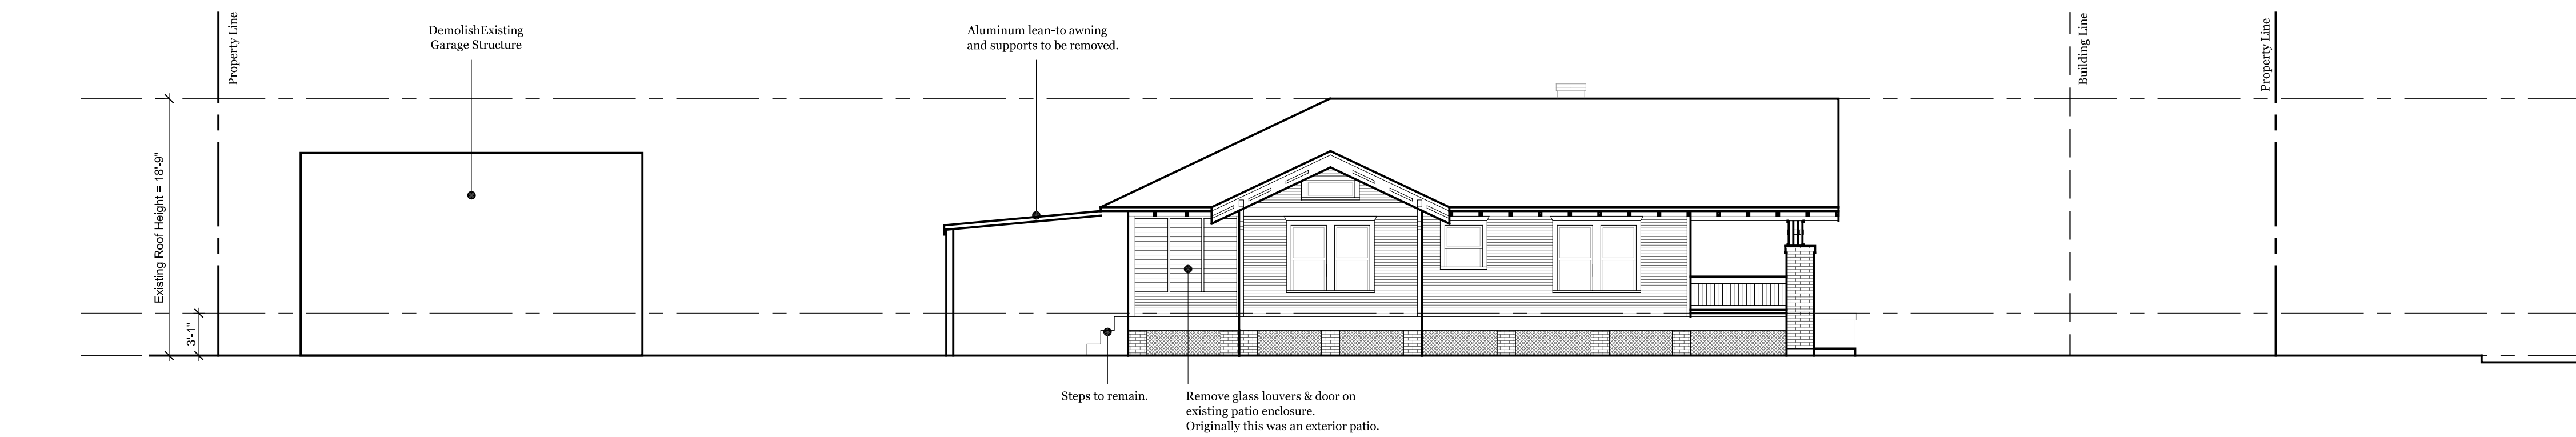 Property Line
DemolishExisting
Garage Structure
Aluminum lean-to awning
and supports to be removed.
Building Line
Property Line
Existing Roof Height = 18'-9"
3'-1"
Steps to remain.
Remove glass louvers & door on
existing patio enclosure.
Originally this was an exterior patio.